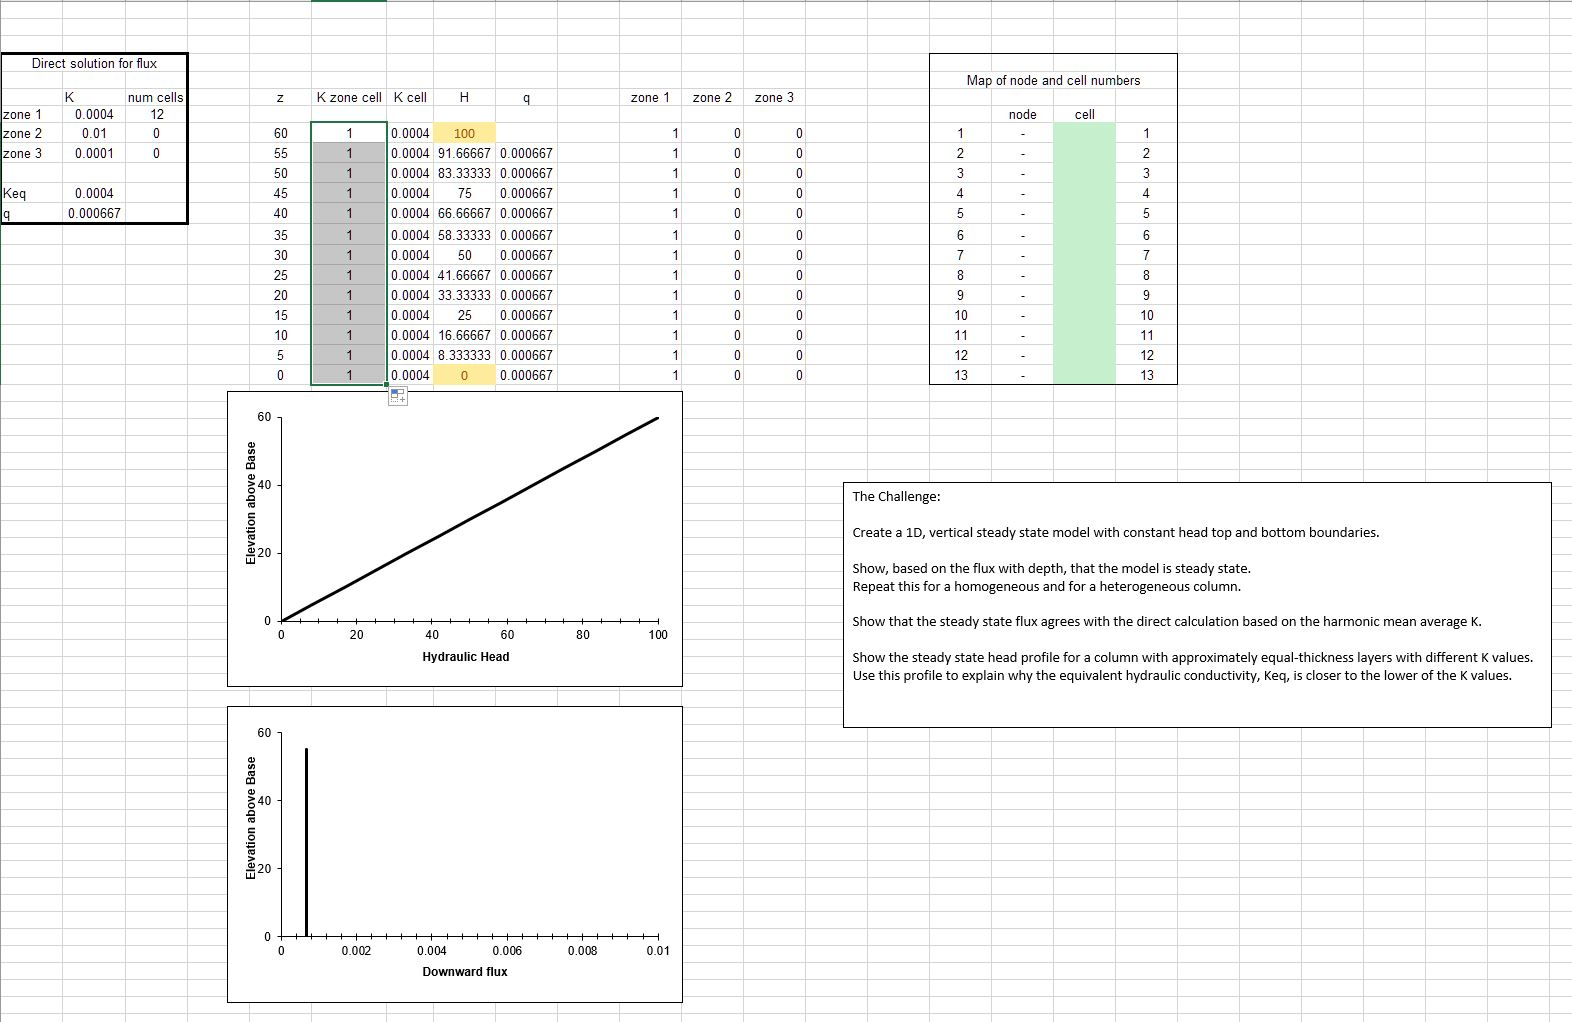 Direct solution for flux
K num cells
zone 1 0.0004 12
zone 2 0.01 0
zone 3 0.0001 0
Keq 0.0004
q 0.000667
z K zone cell K cell H q zone 1 zone 2 zone 3
60 1 0.0004 100 1 0 0
55 1 0.0004 91.66667 0.000667 1 0 0
50 1 0.0004 83.33333 0.000667 1 0 0
45 1 0.0004 75 0.000667 1 0 0
40 1 0.0004 66.66667 0.000667 1 0 0
35 1 0.0004 58.33333 0.000667 1 0 0
30 1 0.0004 50 0.000667 1 0 0
25 1 0.0004 41.66667 0.000667 1 0 0
20 1 0.0004 33.33333 0.000667 1 0 0
15 1 0.0004 25 0.000667 1 0 0
10 1 0.0004 16.66667 0.000667 1 0 0
5 1 0.0004 8.333333 0.000667 1 0 0
0 1 0.0004 0 0.000667 1 0 0
Map of node and cell numbers
node cell
1 - 1
2 - 2
3 - 3
4 - 4
5 - 5
6 - 6
7 - 7
8 - 8
9 - 9
10 - 10
11 - 11
12 - 12
13 - 13
60
40
20
0
Elevation above Base
0 20 40 60 80 100
Hydraulic Head
60
40
20
0
Elevation above Base
0 0.002 0.004 0.006 0.008 0.01
Downward flux
The Challenge:
Create a 1D, vertical steady state model with constant head top and bottom boundaries.
Show, based on the flux with depth, that the model is steady state.
Repeat this for a homogeneous and for a heterogeneous column.
Show that the steady state flux agrees with the direct calculation based on the harmonic mean average K.
Show the steady state head profile for a column with approximately equal-thickness layers with different K values.
Use this profile to explain why the equivalent hydraulic conductivity, Keq, is closer to the lower of the K values.